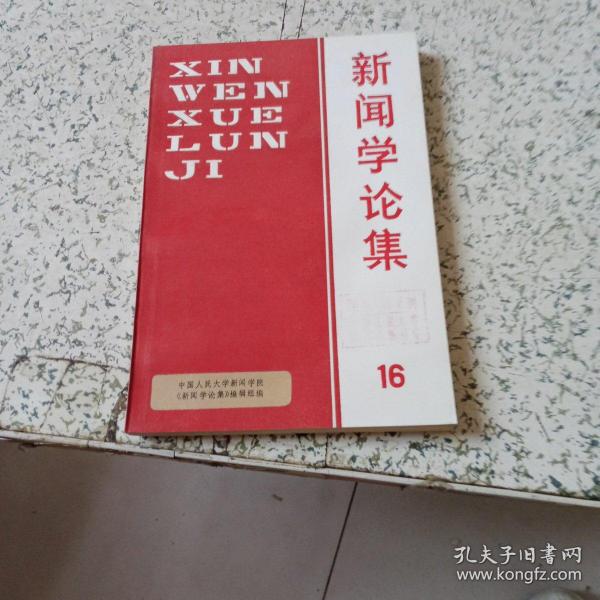 XIN
WEN
XUE
LUN
JI
新闻学论集
16
中国人民大学新闻学院
《新闻学论集》编辑组编
孔夫子旧书网
www.kongfz.com